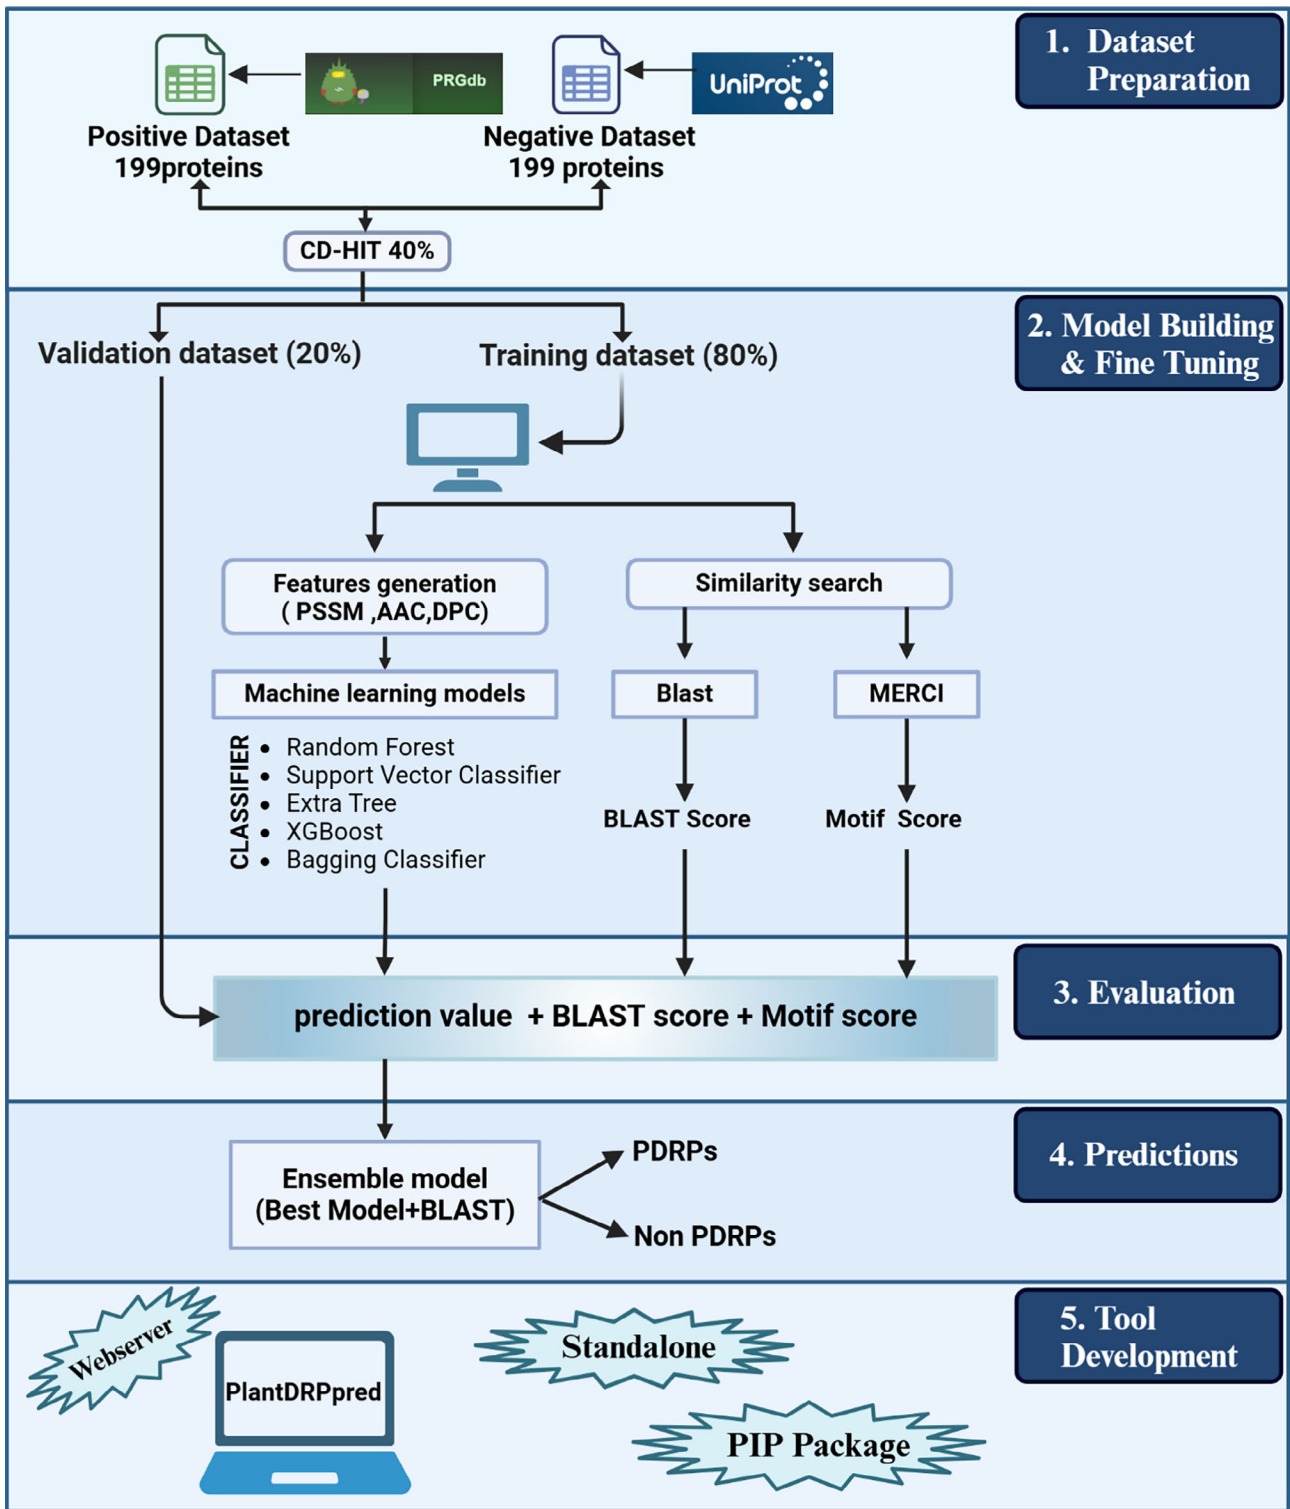 1. Dataset
Preparation
PRGdb
UniProt
Positive Dataset
199proteins
Negative Dataset
199 proteins
CD-HIT 40%
2. Model Building
& Fine Tuning
Validation dataset (20%)
Training dataset (80%)
Features generation
( PSSM ,AAC,DPC)
Similarity search
Machine learning models
Blast
MERCI
CLASSIFIER
• Random Forest
• Support Vector Classifier
• Extra Tree
• XGBoost
• Bagging Classifier
BLAST Score
Motif Score
3. Evaluation
prediction value + BLAST score + Motif score
4. Predictions
Ensemble model
(Best Model+BLAST)
PDRPs
Non PDRPs
5. Tool
Development
Webserver
PlantDRPpred
Standalone
PIP Package